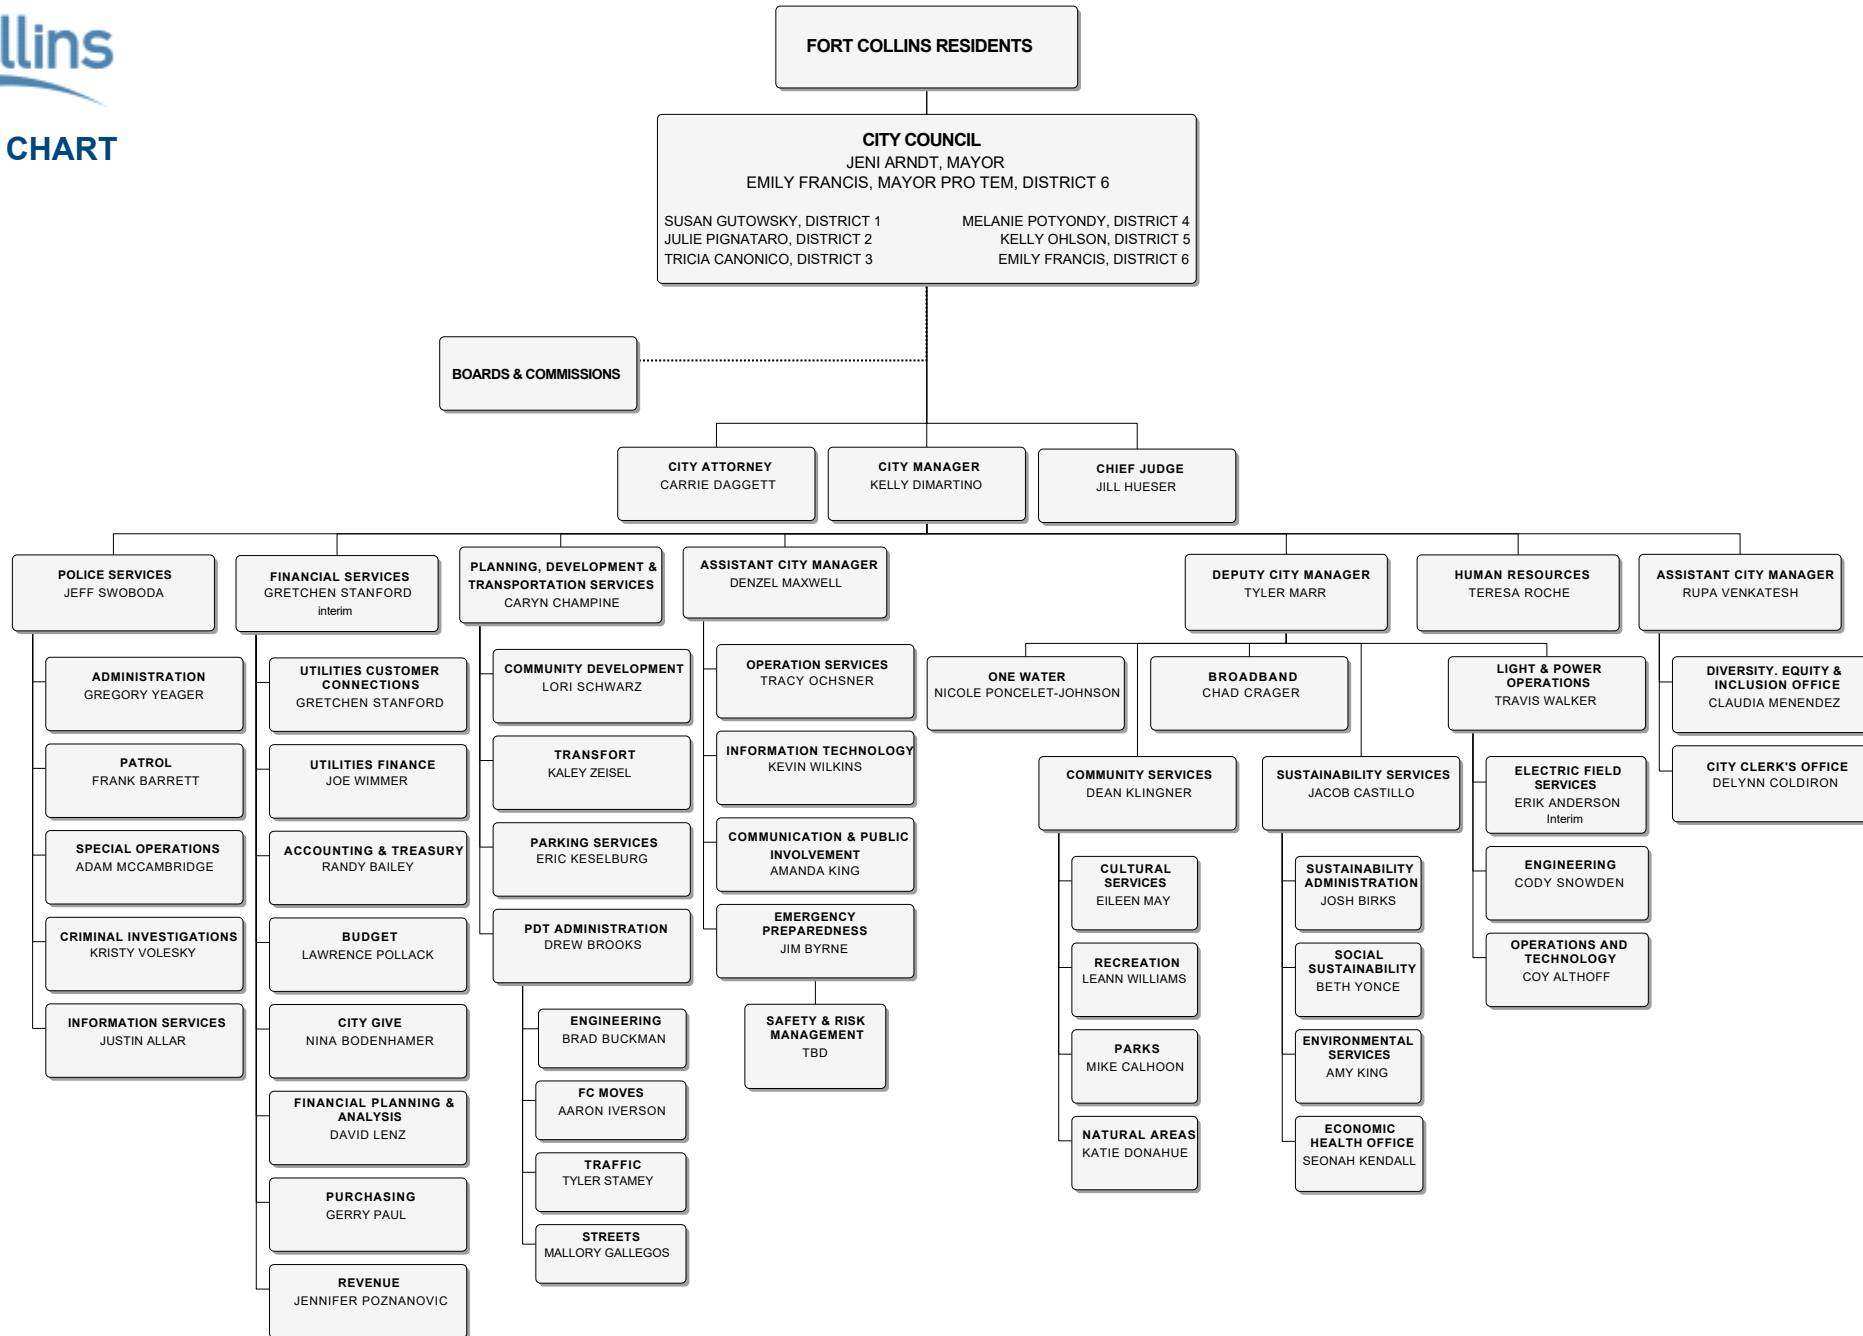 llins
CHART
FORT COLLINS RESIDENTS
CITY COUNCIL
JENI ARNDT, MAYOR
EMILY FRANCIS, MAYOR PRO TEM, DISTRICT 6
SUSAN GUTOWSKY, DISTRICT 1
JULIE PIGNATARO, DISTRICT 2
TRICIA CANONICO, DISTRICT 3
MELANIE POTYONDY, DISTRICT 4
KELLY OHLSON, DISTRICT 5
EMILY FRANCIS, DISTRICT 6
BOARDS & COMMISSIONS
CITY ATTORNEY
CARRIE DAGGETT
CITY MANAGER
KELLY DIMARTINO
CHIEF JUDGE
JILL HUESER
POLICE SERVICES
JEFF SWOBODA
ADMINISTRATION
GREGORY YEAGER
PATROL
FRANK BARRETT
SPECIAL OPERATIONS
ADAM MCCAMBRIDGE
CRIMINAL INVESTIGATIONS
KRISTY VOLESKY
INFORMATION SERVICES
JUSTIN ALLAR
FINANCIAL SERVICES
GRETCHEN STANFORD
interim
UTILITIES CUSTOMER
CONNECTIONS
GRETCHEN STANFORD
UTILITIES FINANCE
JOE WIMMER
ACCOUNTING & TREASURY
RANDY BAILEY
BUDGET
LAWRENCE POLLACK
CITY GIVE
NINA BODENHAMER
FINANCIAL PLANNING &
ANALYSIS
DAVID LENZ
PURCHASING
GERRY PAUL
REVENUE
JENNIFER POZNANOVIC
PLANNING, DEVELOPMENT &
TRANSPORTATION SERVICES
CARYN CHAMPINE
COMMUNITY DEVELOPMENT
LORI SCHWARZ
TRANSFORT
KALEY ZEISEL
PARKING SERVICES
ERIC KESELBURG
PDT ADMINISTRATION
DREW BROOKS
ENGINEERING
BRAD BUCKMAN
FC MOVES
AARON IVERSON
TRAFFIC
TYLER STAMEY
STREETS
MALLORY GALLEGOS
ASSISTANT CITY MANAGER
DENZEL MAXWELL
OPERATION SERVICES
TRACY OCHSNER
INFORMATION TECHNOLOGY
KEVIN WILKINS
COMMUNICATION & PUBLIC
INVOLVEMENT
AMANDA KING
EMERGENCY
PREPAREDNESS
JIM BYRNE
SAFETY & RISK
MANAGEMENT
TBD
DEPUTY CITY MANAGER
TYLER MARR
ONE WATER
NICOLE PONCELET-JOHNSON
BROADBAND
CHAD CRAGER
LIGHT & POWER
OPERATIONS
TRAVIS WALKER
COMMUNITY SERVICES
DEAN KLINGNER
CULTURAL
SERVICES
EILEEN MAY
RECREATION
LEANN WILLIAMS
PARKS
MIKE CALHOON
NATURAL AREAS
KATIE DONAHUE
SUSTAINABILITY SERVICES
JACOB CASTILLO
SUSTAINABILITY
ADMINISTRATION
JOSH BIRKS
SOCIAL
SUSTAINABILITY
BETH YONCE
ENVIRONMENTAL
SERVICES
AMY KING
ECONOMIC
HEALTH OFFICE
SEONAH KENDALL
ELECTRIC FIELD
SERVICES
ERIK ANDERSON
Interim
ENGINEERING
CODY SNOWDEN
OPERATIONS AND
TECHNOLOGY
COY ALTHOFF
HUMAN RESOURCES
TERESA ROCHE
ASSISTANT CITY MANAGER
RUPA VENKATESH
DIVERSITY. EQUITY &
INCLUSION OFFICE
CLAUDIA MENENDEZ
CITY CLERK'S OFFICE
DELYNN COLDIRON